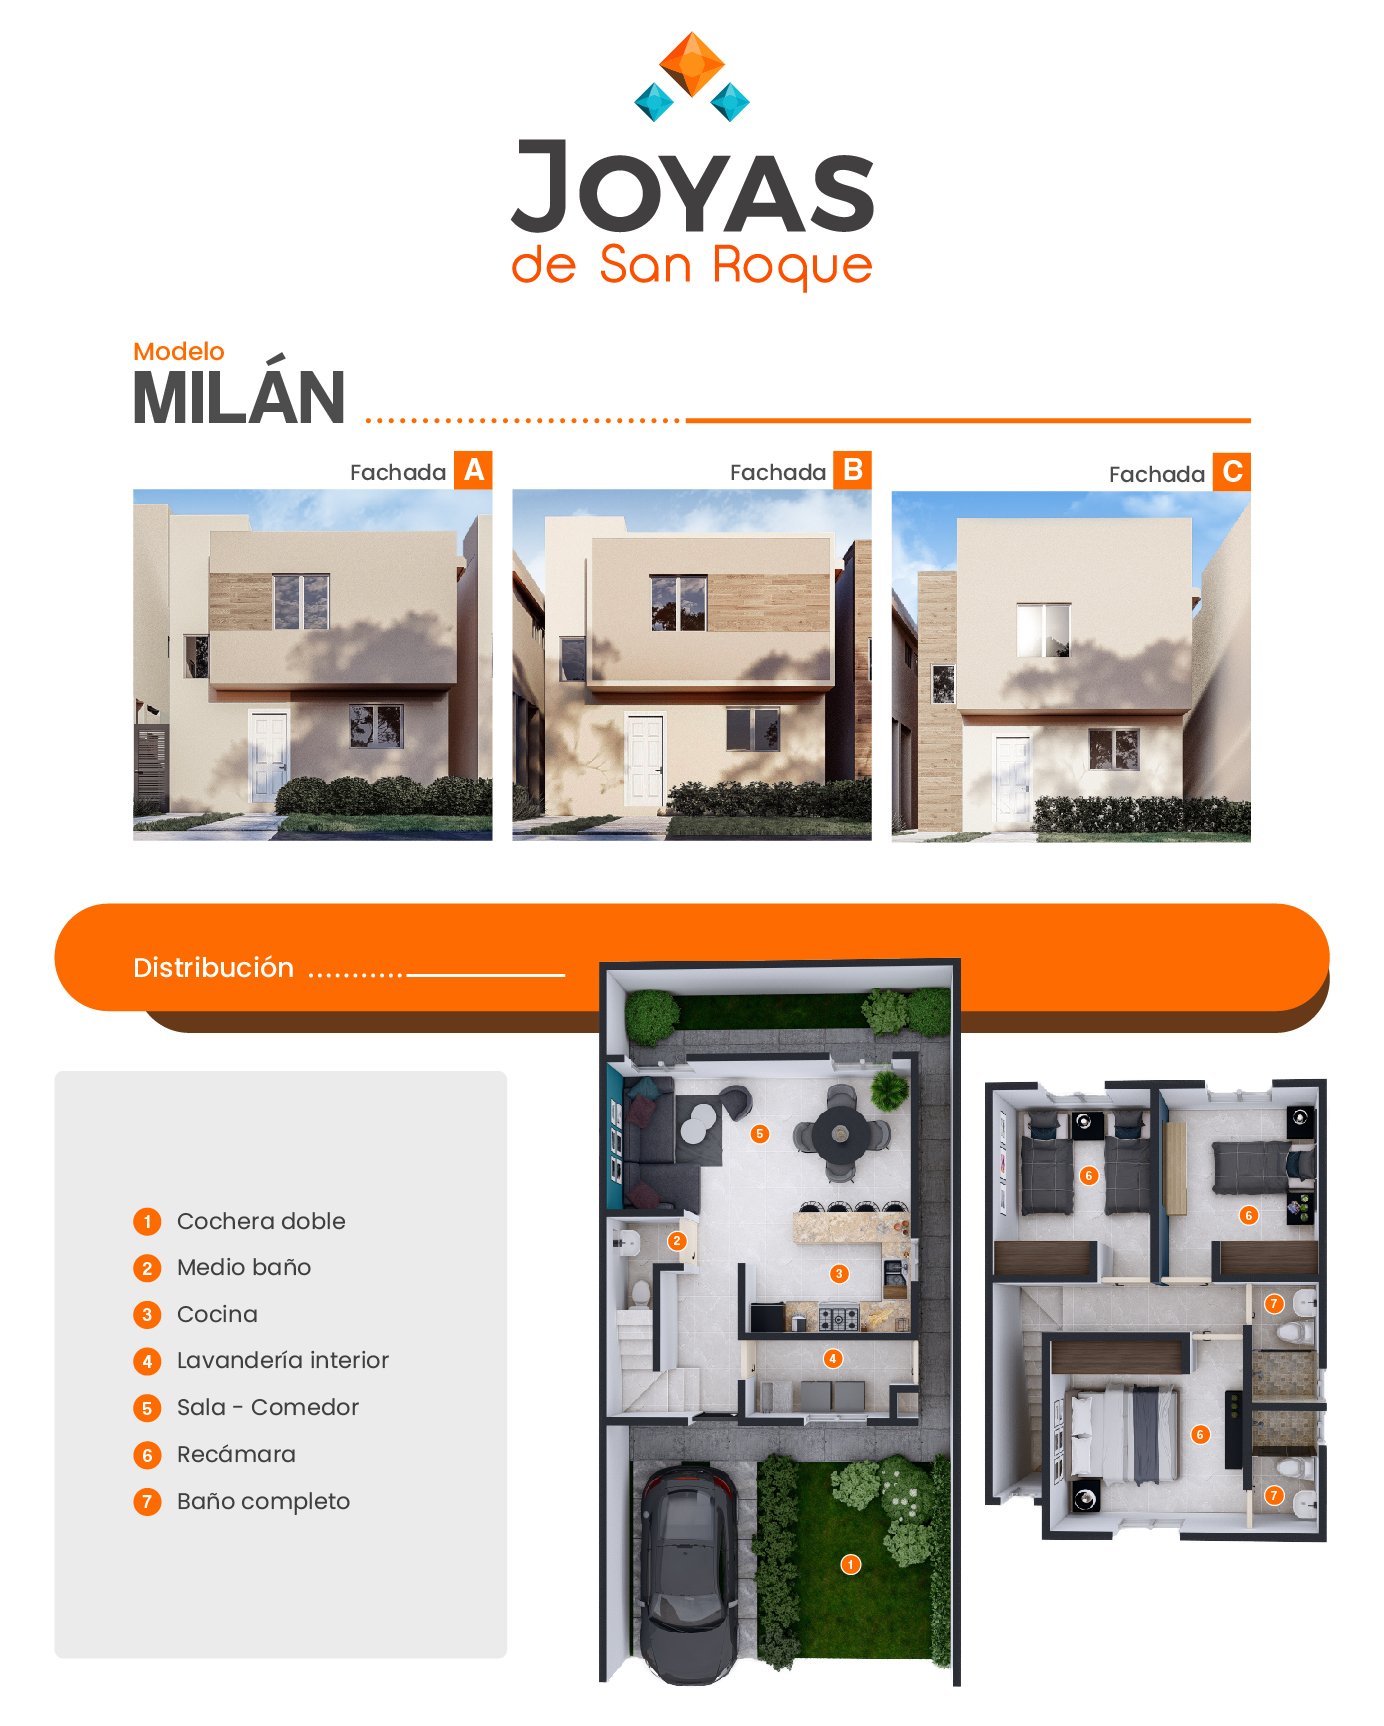 JOYAS
de San Roque
Modelo
MILÁN
Fachada A
Fachada B
Fachada C
Distribución
1 Cochera doble
2 Medio baño
3 Cocina
4 Lavandería interior
5 Sala - Comedor
6 Recámara
7 Baño completo
5
2
3
4
1
6
6
7
6
7